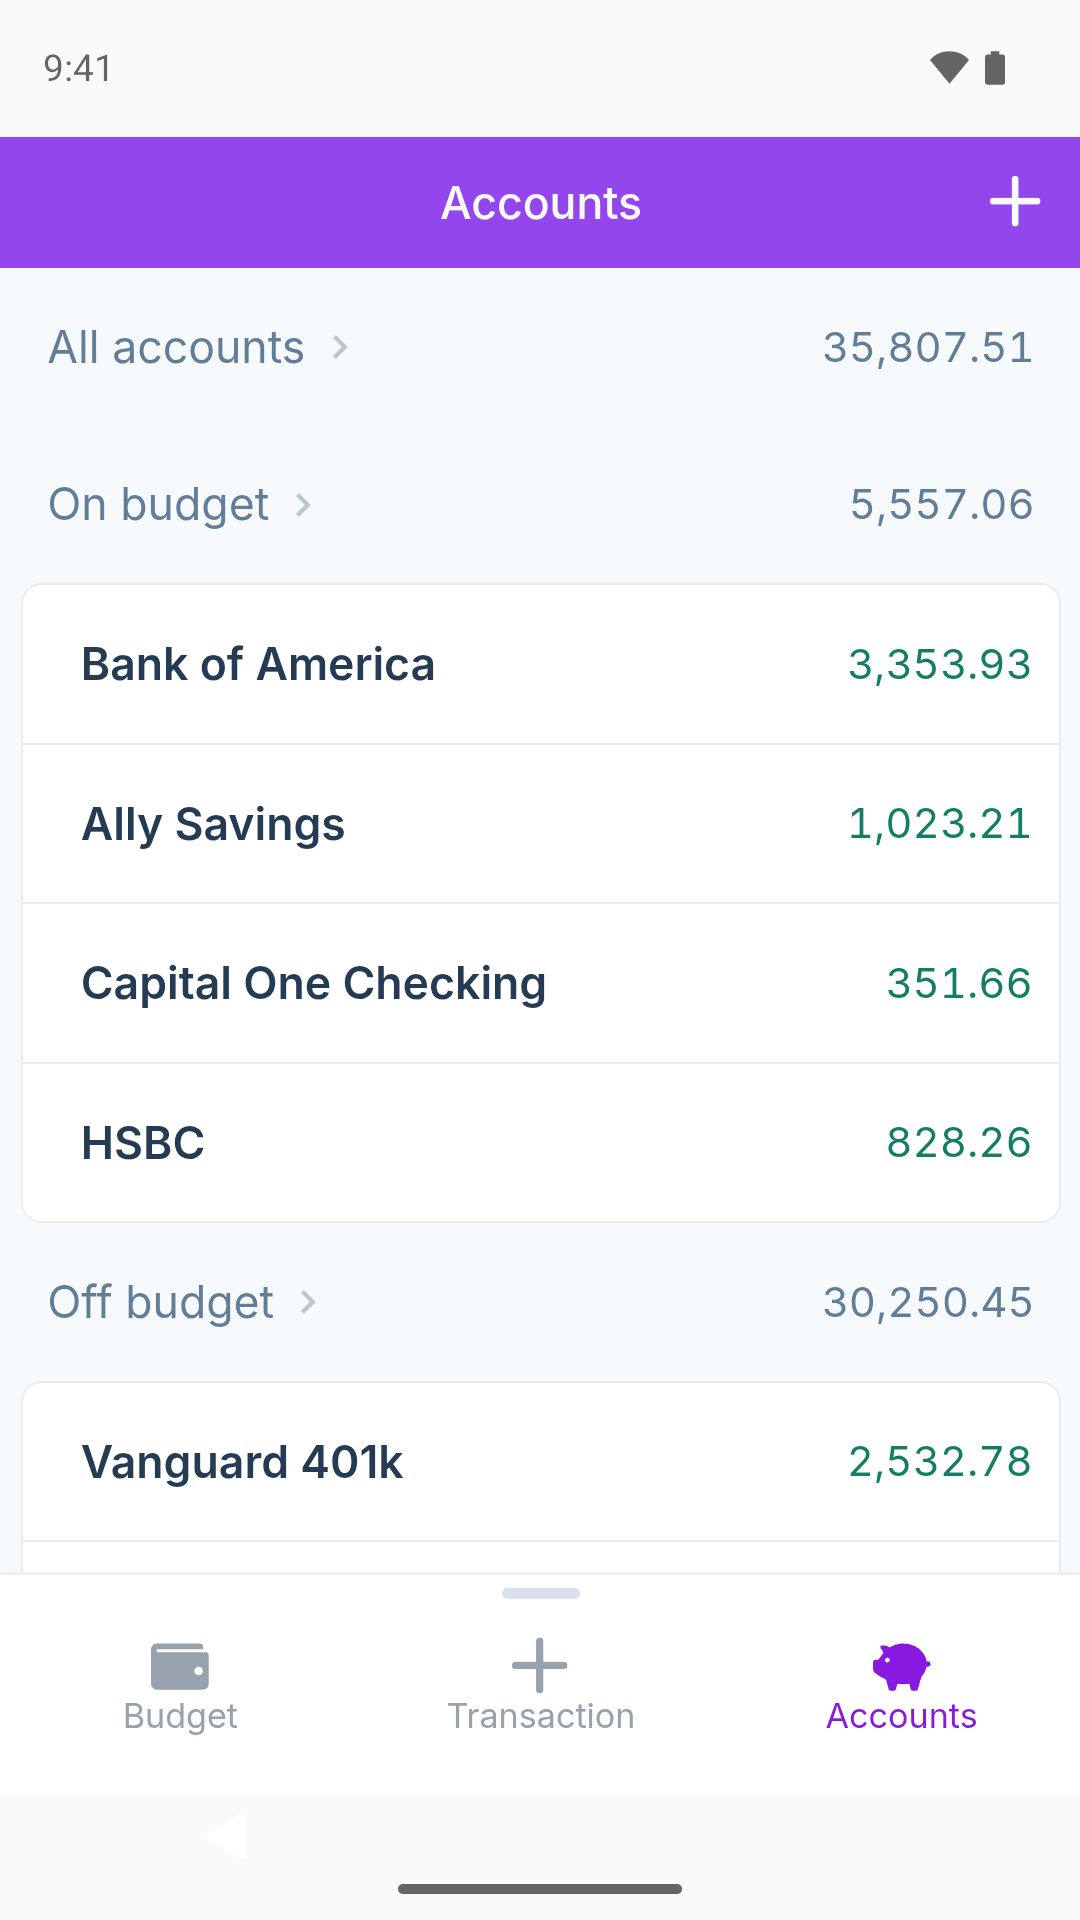 9:41
Accounts
All accounts 35,807.51
On budget 5,557.06
Bank of America 3,353.93
Ally Savings 1,023.21
Capital One Checking 351.66
HSBC 828.26
Off budget 30,250.45
Vanguard 401k 2,532.78
Budget Transaction Accounts